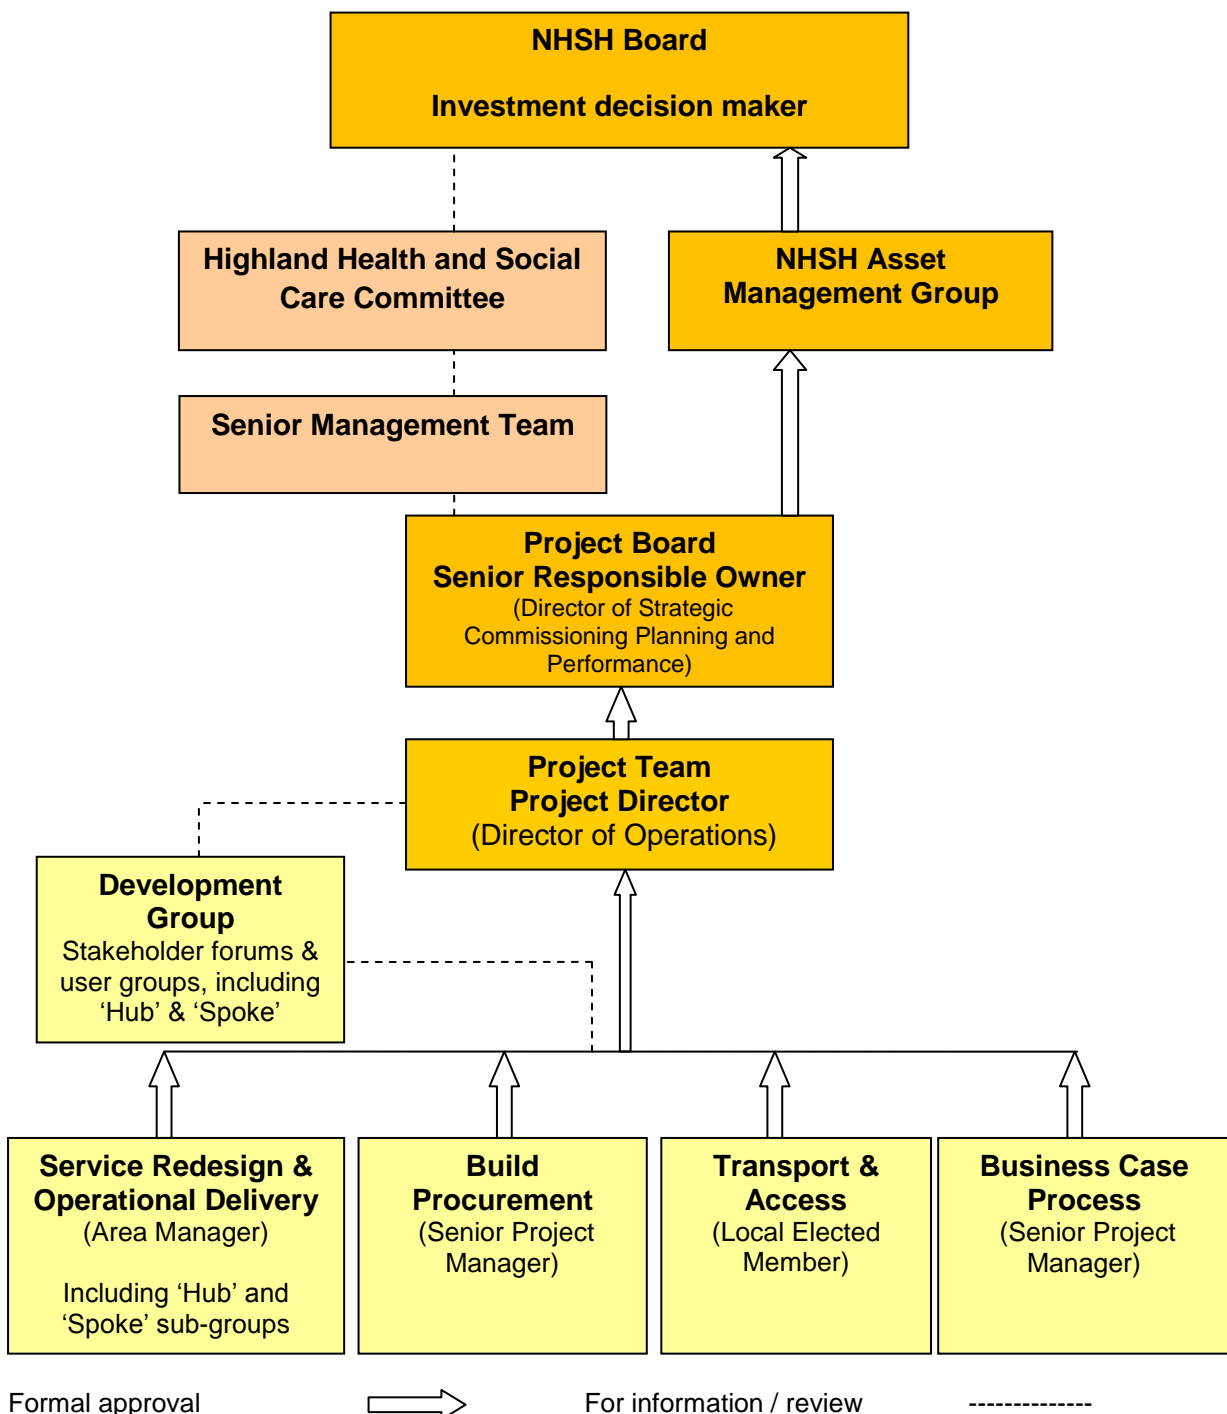 NHSH Board
Investment decision maker
Highland Health and Social
Care Committee
NHSH Asset
Management Group
Senior Management Team
Project Board
Senior Responsible Owner
(Director of Strategic
Commissioning Planning and
Performance)
Project Team
Project Director
(Director of Operations)
Development
Group
Stakeholder forums &
user groups, including
‘Hub’ & ‘Spoke’
Service Redesign &
Operational Delivery
(Area Manager)
Including ‘Hub’ and
‘Spoke’ sub-groups
Build
Procurement
(Senior Project
Manager)
Transport &
Access
(Local Elected
Member)
Business Case
Process
(Senior Project
Manager)
Formal approval
For information / review